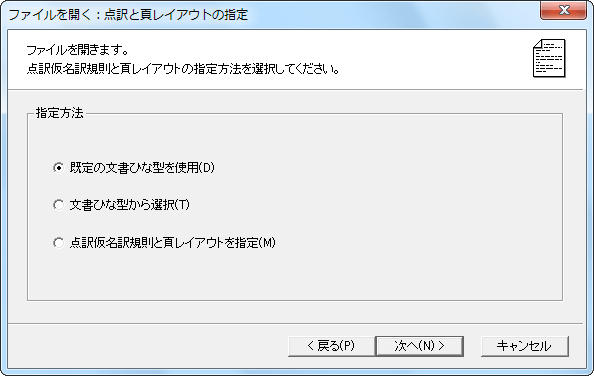 ファイルを開く：点訳と頁レイアウトの指定
ファイルを開きます。
点訳仮名訳規則と頁レイアウトの指定方法を選択してください。
指定方法
既定の文書ひな型を使用(D)
文書ひな型から選択(T)
点訳仮名訳規則と頁レイアウトを指定(M)
< 戻る(P) 次へ(N) > キャンセル